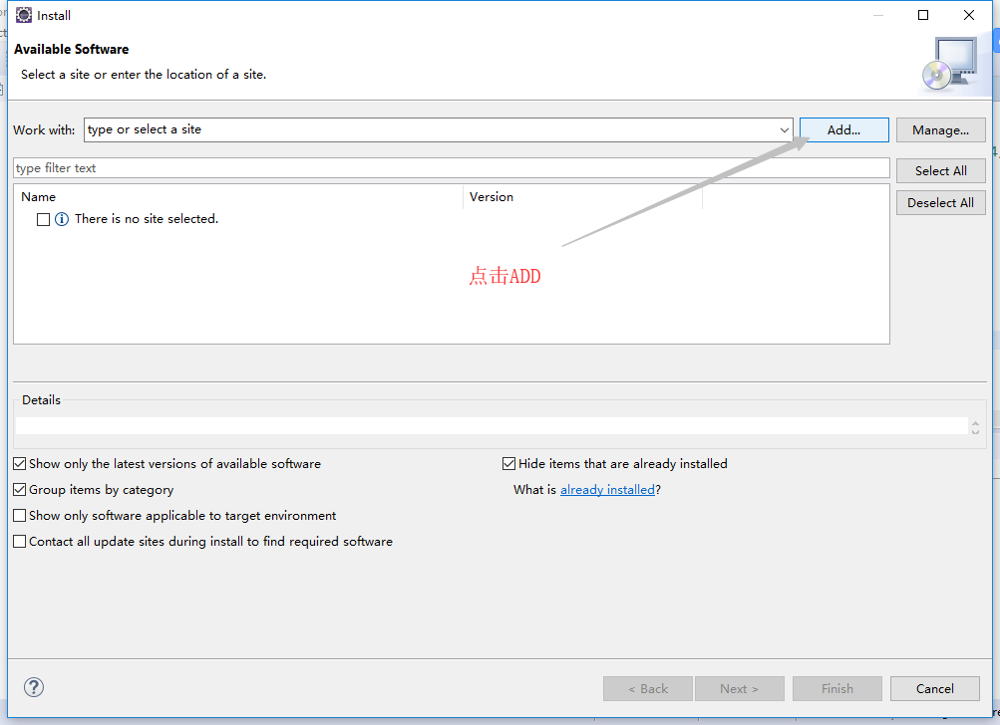 Install
Available Software
Select a site or enter the location of a site.
Work with: type or select a site Add... Manage...
type filter text Select All
Name Version Deselect All
There is no site selected.
点击ADD
Details
Show only the latest versions of available software Hide items that are already installed
Group items by category What is already installed?
Show only software applicable to target environment
Contact all update sites during install to find required software
< Back Next > Finish Cancel